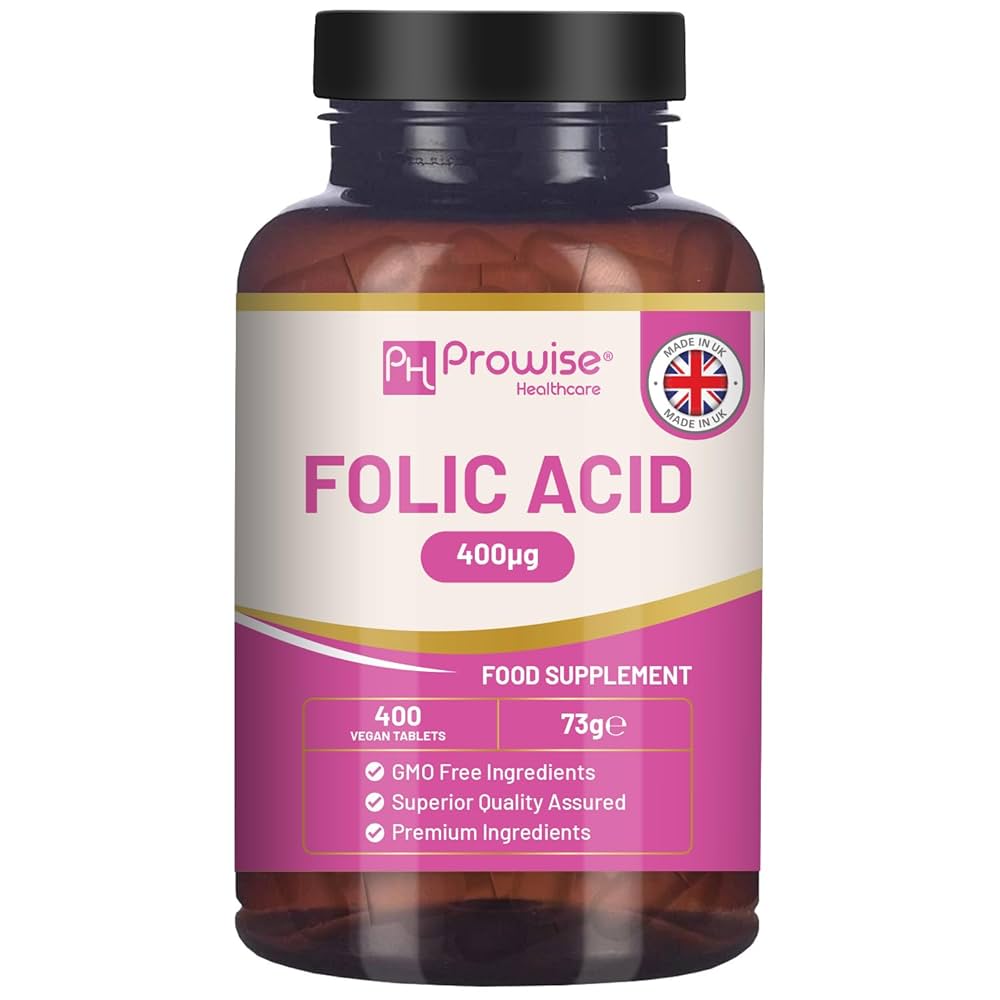 PH Prowise®
Healthcare
MADE IN UK
MADE IN UK
FOLIC ACID
400µg
FOOD SUPPLEMENT
400
VEGAN TABLETS
73g℮
GMO Free Ingredients
Superior Quality Assured
Premium Ingredients